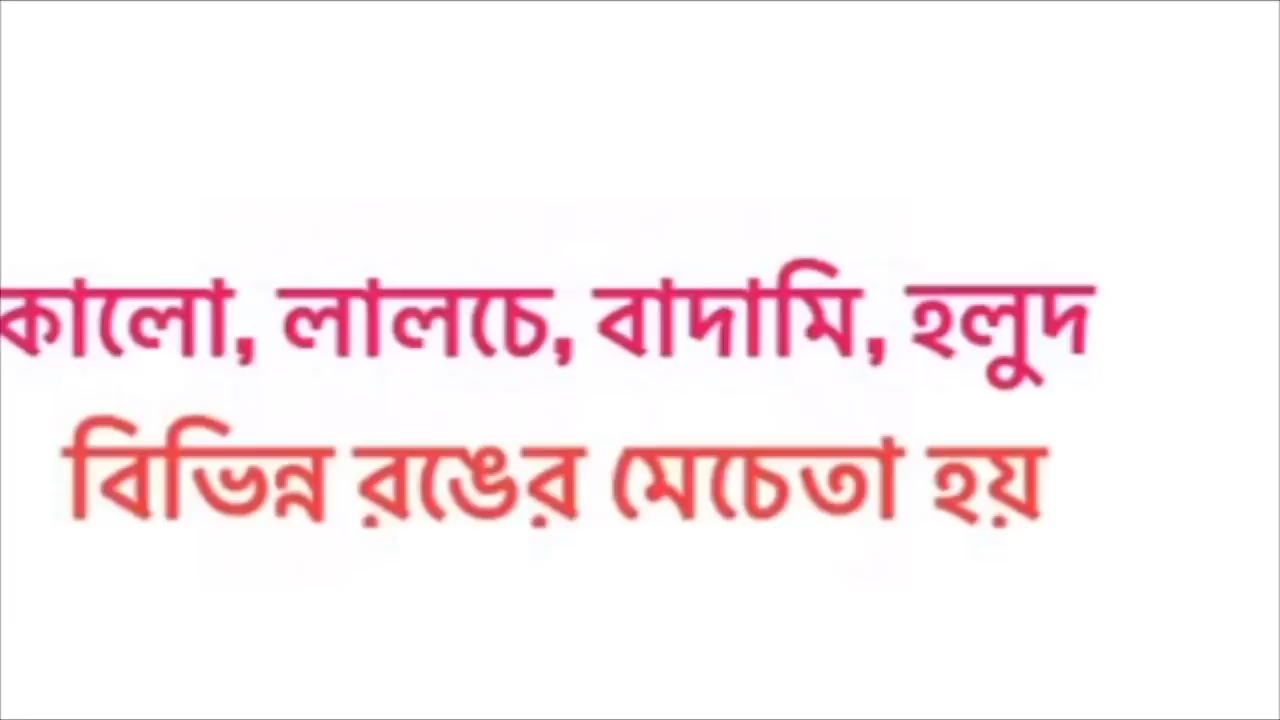 কালো, লালচে, বাদামি, হলুদ
বিভিন্ন রঙের মেচেতা হয়